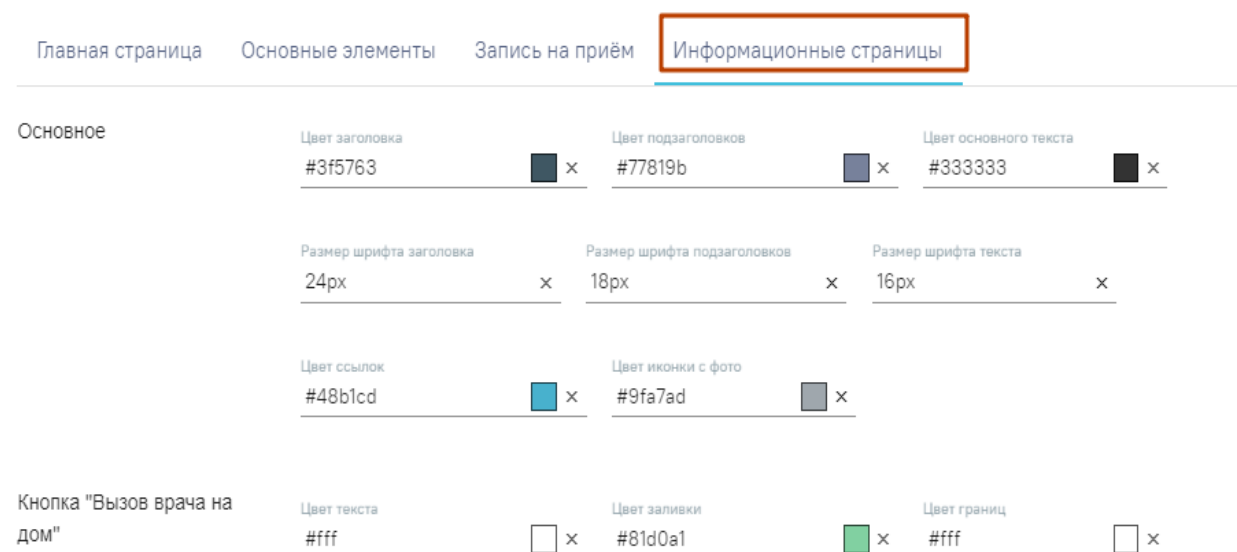 Главная страница Основные элементы Запись на приём Информационные страницы
Основное
Цвет заголовка Цвет подзаголовков Цвет основного текста
#3f5763 × #77819b × #333333 ×
Размер шрифта заголовка Размер шрифта подзаголовков Размер шрифта текста
24px × 18px × 16px ×
Цвет ссылок Цвет иконки с фото
#48b1cd × #9fa7ad ×
Кнопка "Вызов врача на
дом"
Цвет текста Цвет заливки Цвет границ
#fff × #81d0a1 × #fff ×